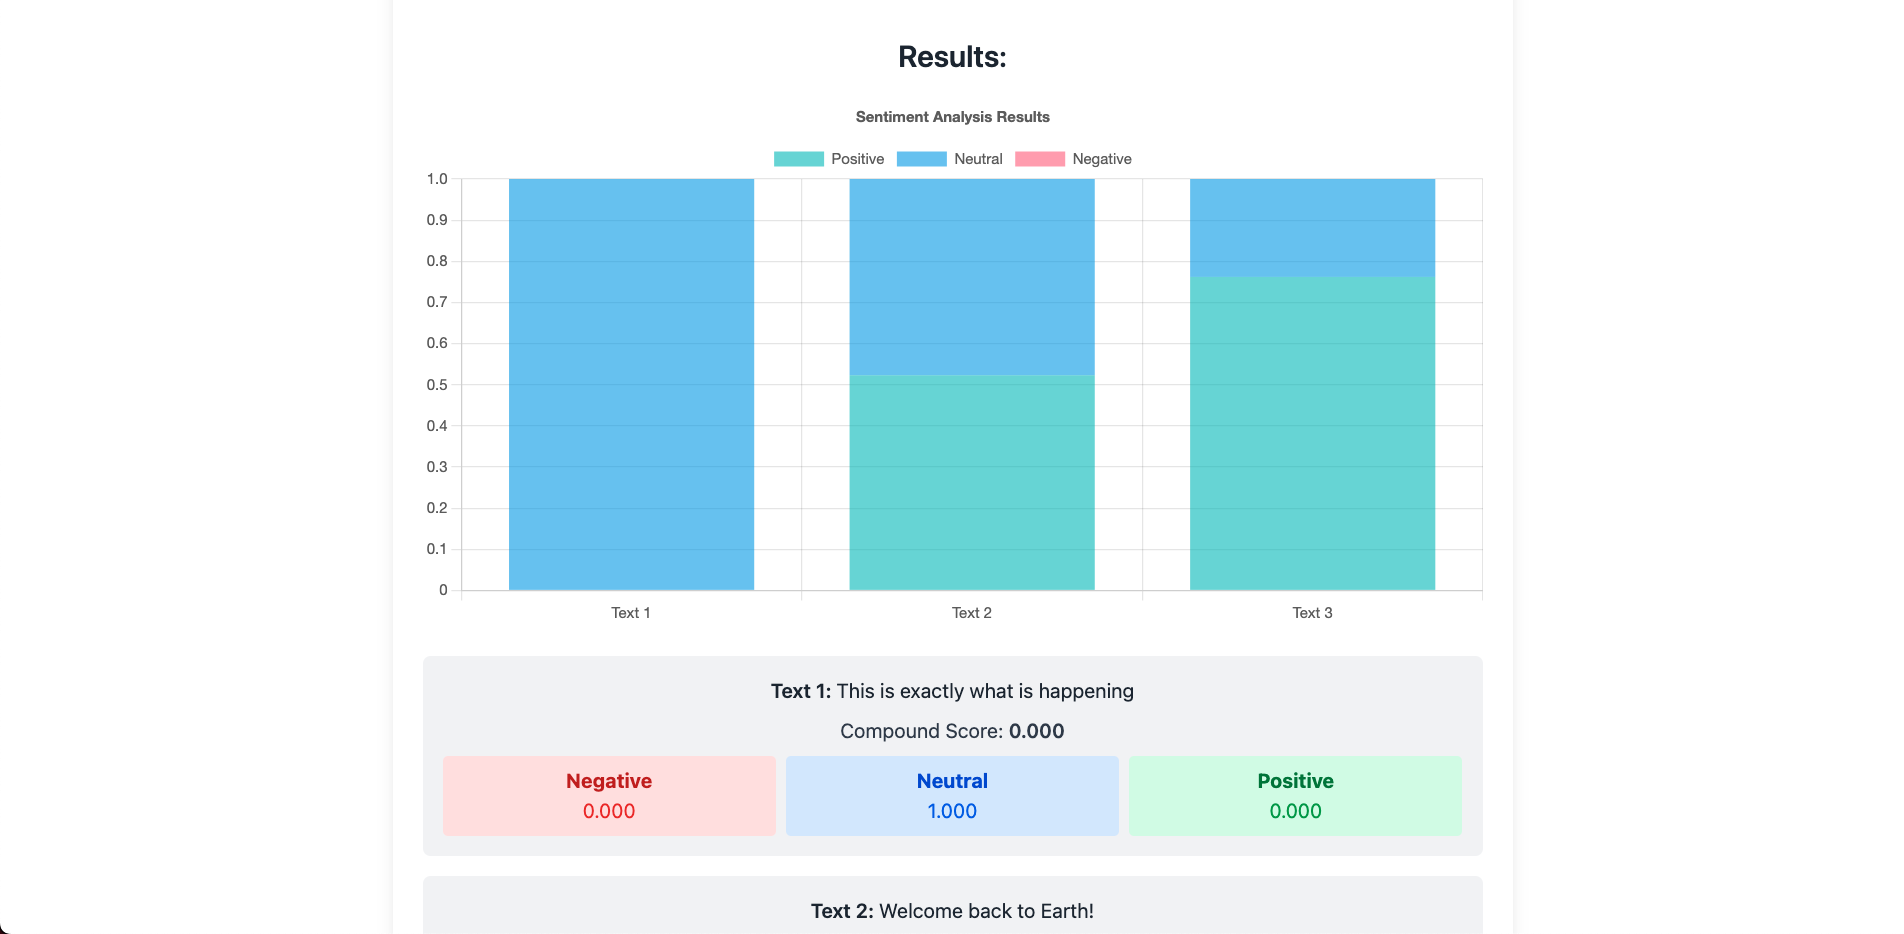 Results:
Sentiment Analysis Results
Positive Neutral Negative
1.0
0.9
0.8
0.7
0.6
0.5
0.4
0.3
0.2
0.1
0
Text 1 Text 2 Text 3
Text 1: This is exactly what is happening
Compound Score: 0.000
Negative Neutral Positive
0.000 1.000 0.000
Text 2: Welcome back to Earth!